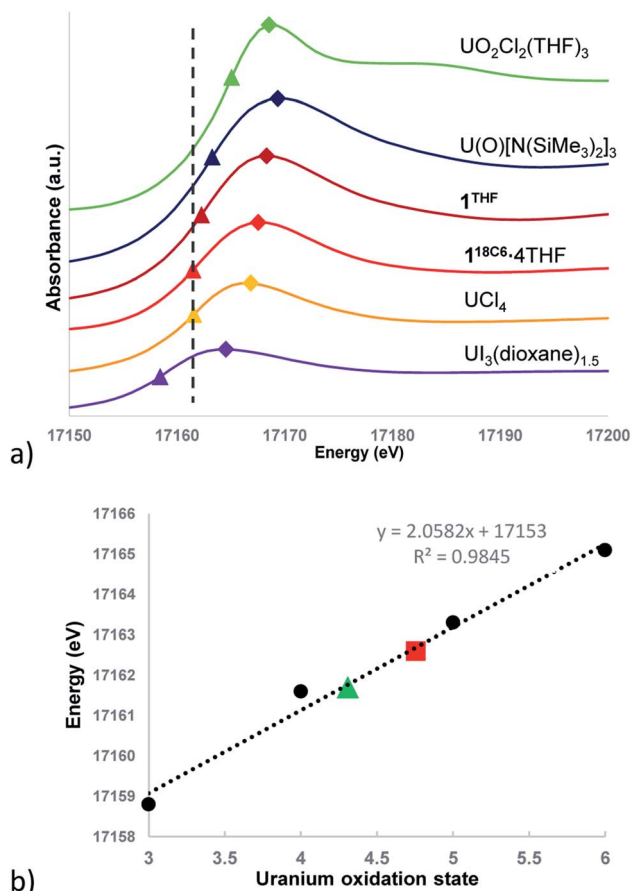 UO₂Cl₂(THF)₃
U(O)[N(SiMe₃)₂]₃
1ᵀᴴᶠ
1¹⁸ᶜ⁶·4THF
UCl₄
UI₃(dioxane)₁.₅
Absorbance (a.u.)
17150 17160 17170 17180 17190 17200
Energy (eV)
a)
y = 2.0582x + 17153
R² = 0.9845
17166
17165
17164
17163
17162
17161
17160
17159
17158
Energy (eV)
3 3.5 4 4.5 5 5.5 6
Uranium oxidation state
b)